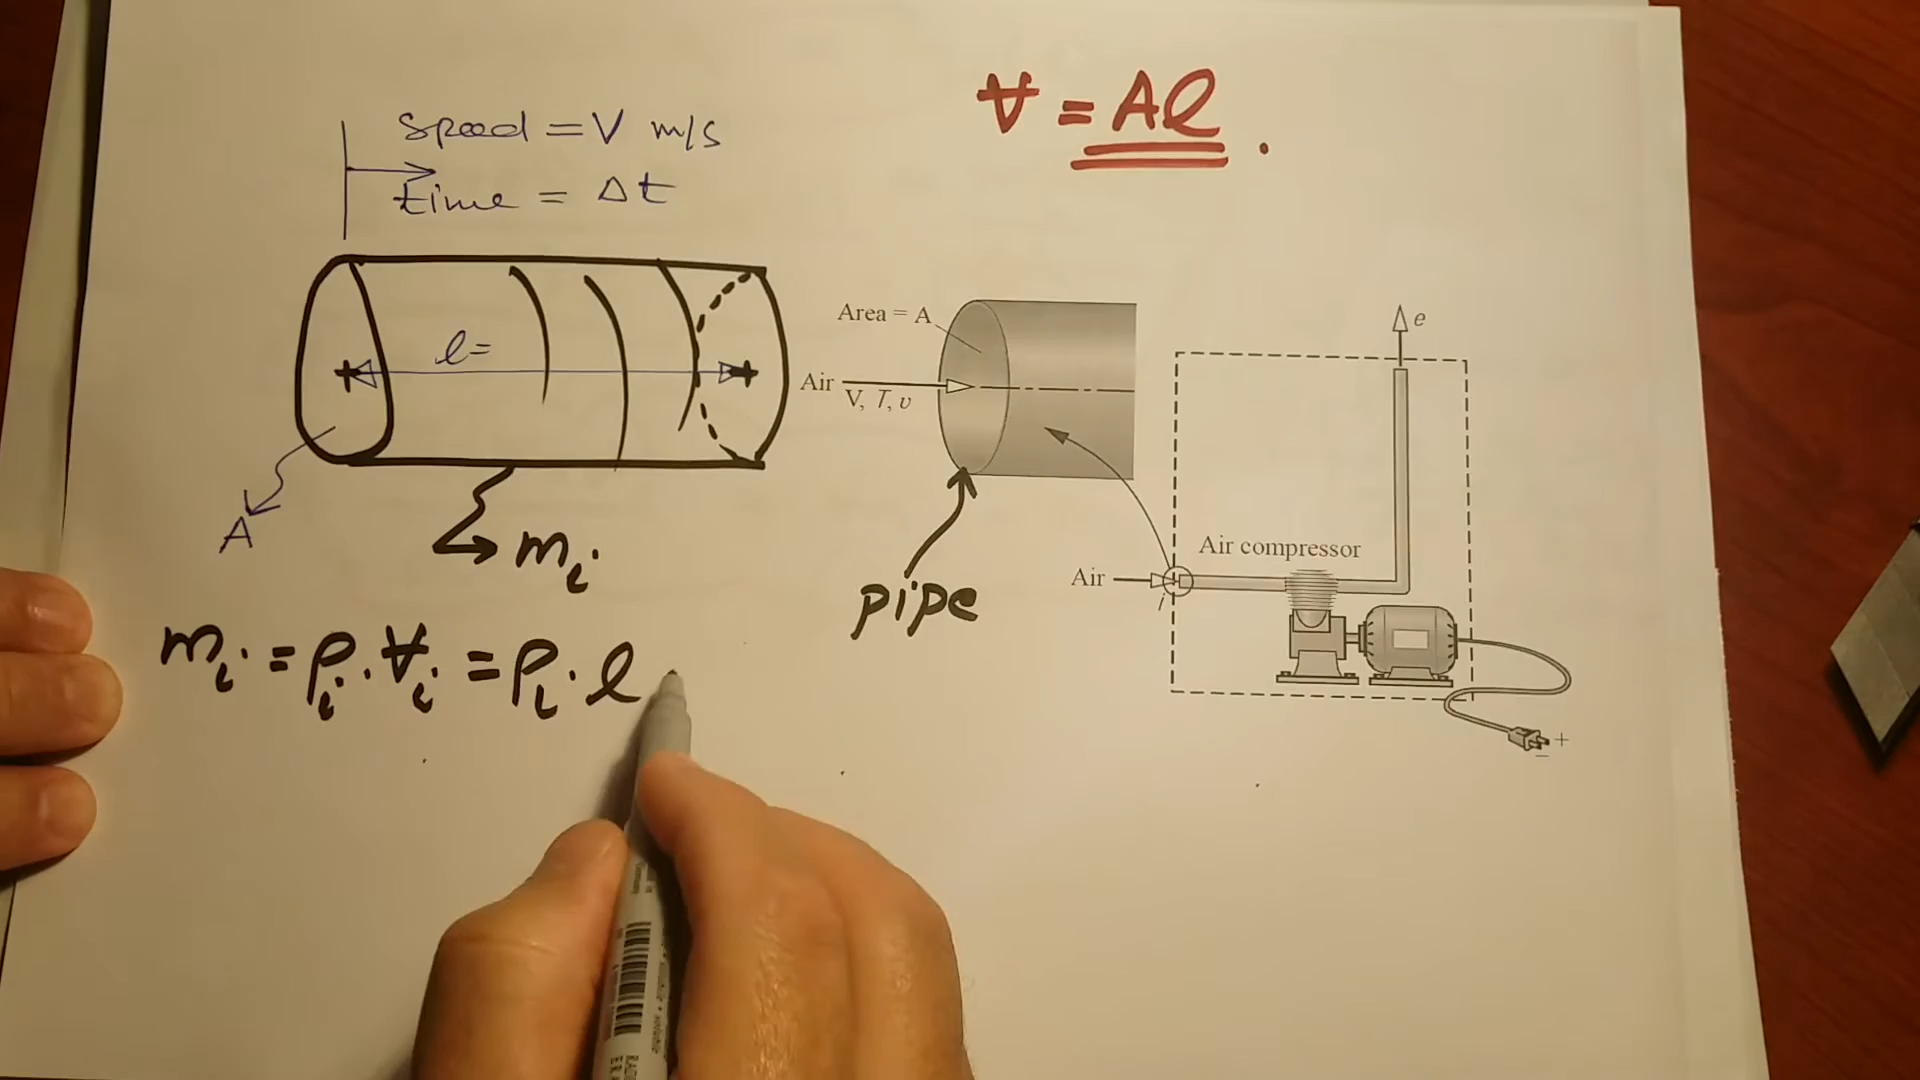 speed = V m/s
time = Δt
V̶ = Al.
l=
A
mᵢ
mᵢ = ρᵢ.V̶ᵢ = ρᵢ.l
Area = A
Air
V, T, υ
pipe
e
Air compressor
Air
i
+
−